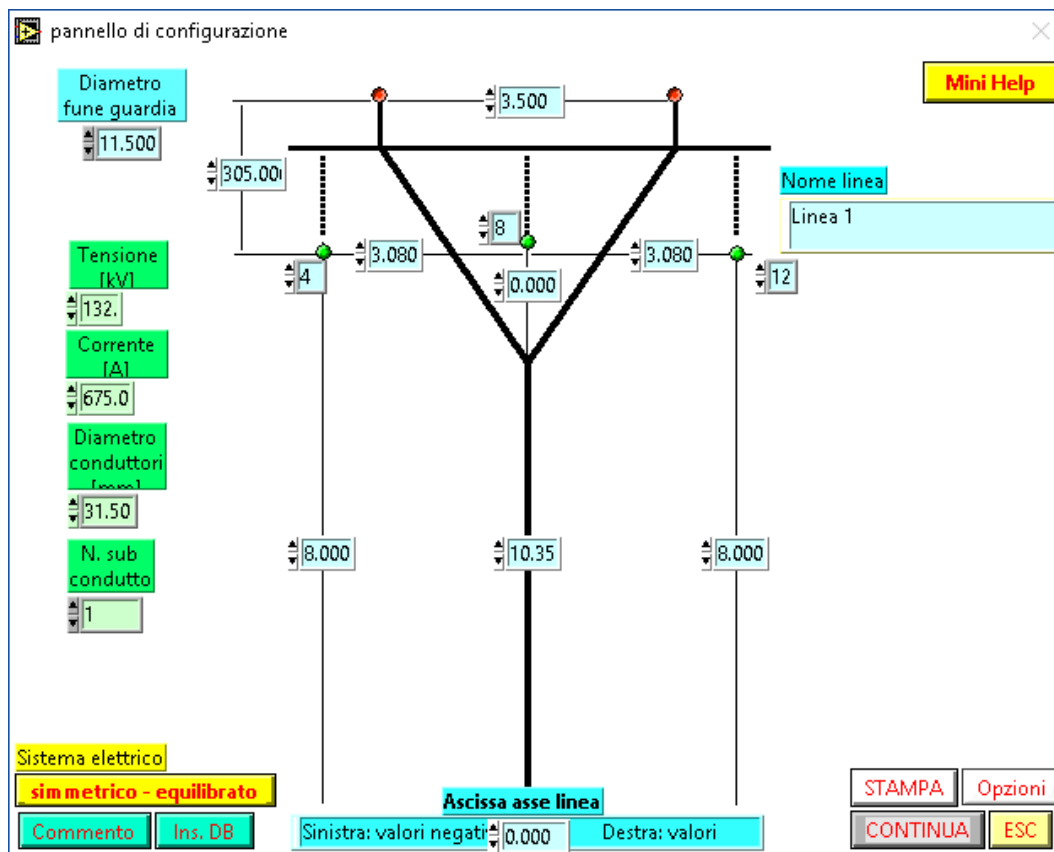 pannello di configurazione
Diametro
fune guardia
11.500
3.500
Mini Help
305.00
Nome linea
Linea 1
8
Tensione
[kV]
132.
3.080
3.080
4
0.000
12
Corrente
[A]
675.0
Diametro
conduttori
[mm]
31.50
N. sub
condutto
1
8.000
10.35
8.000
Sistema elettrico
simmetrico - equilibrato
Commento
Ins. DB
Ascissa asse linea
Sinistra: valori negati
0.000
Destra: valori
STAMPA
Opzioni
CONTINUA
ESC